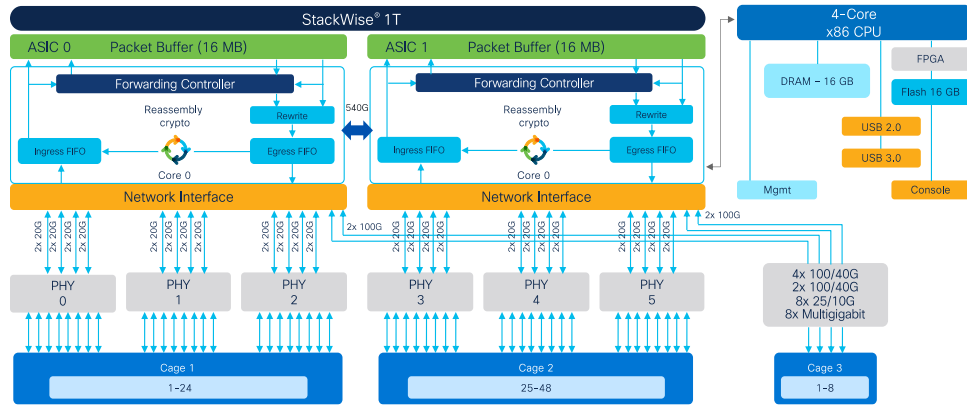 StackWise® 1T
ASIC 0 Packet Buffer (16 MB)
Forwarding Controller
Reassembly
crypto
Rewrite
Ingress FIFO
Egress FIFO
Core 0
Network Interface
540G
ASIC 1 Packet Buffer (16 MB)
Forwarding Controller
Reassembly
crypto
Rewrite
Ingress FIFO
Egress FIFO
Core 0
Network Interface
4-Core
x86 CPU
DRAM – 16 GB
FPGA
Flash 16 GB
USB 2.0
USB 3.0
Mgmt
Console
2x 20G
2x 20G
2x 20G
2x 20G
2x 20G
2x 20G
2x 20G
2x 20G
2x 20G
2x 20G
2x 20G
2x 20G
2x 100G
2x 20G
2x 20G
2x 20G
2x 20G
2x 20G
2x 20G
2x 20G
2x 20G
2x 20G
2x 20G
2x 20G
2x 20G
2x 100G
PHY
0
PHY
1
PHY
2
PHY
3
PHY
4
PHY
5
4x 100/40G
2x 100/40G
8x 25/10G
8x Multigigabit
Cage 1
1–24
Cage 2
25–48
Cage 3
1–8